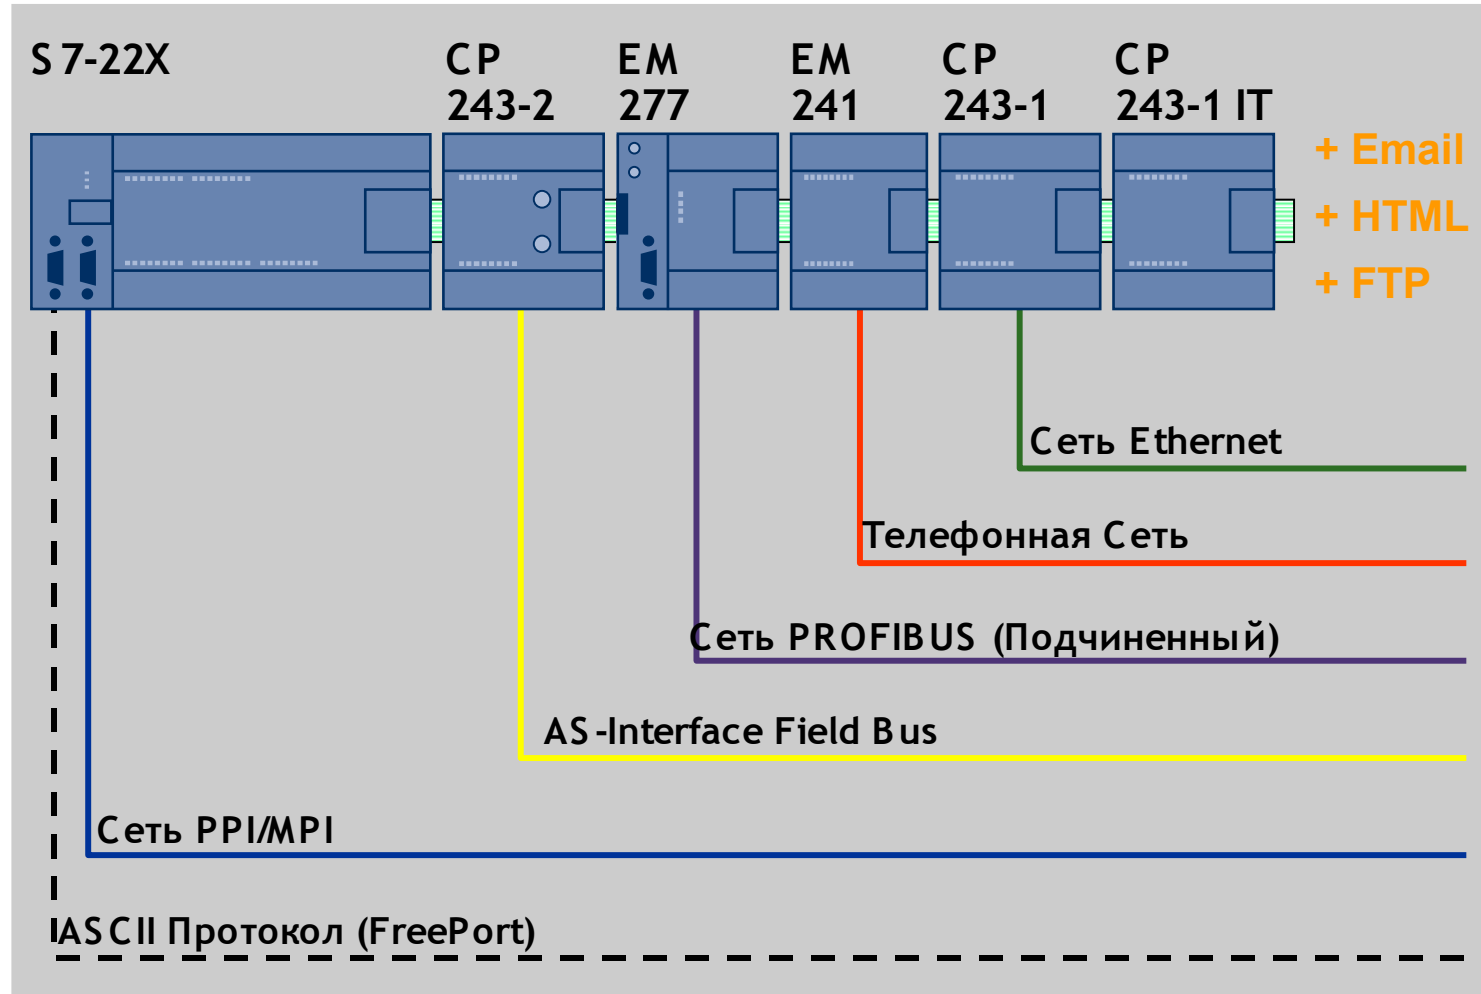 S7-22X
CP
243-2
EM
277
EM
241
CP
243-1
CP
243-1 IT
+ Email
+ HTML
+ FTP
Сеть Ethernet
Телефонная Сеть
Сеть PROFIBUS (Подчиненный)
AS-Interface Field Bus
Сеть PPI/MPI
ASCII Протокол (FreePort)